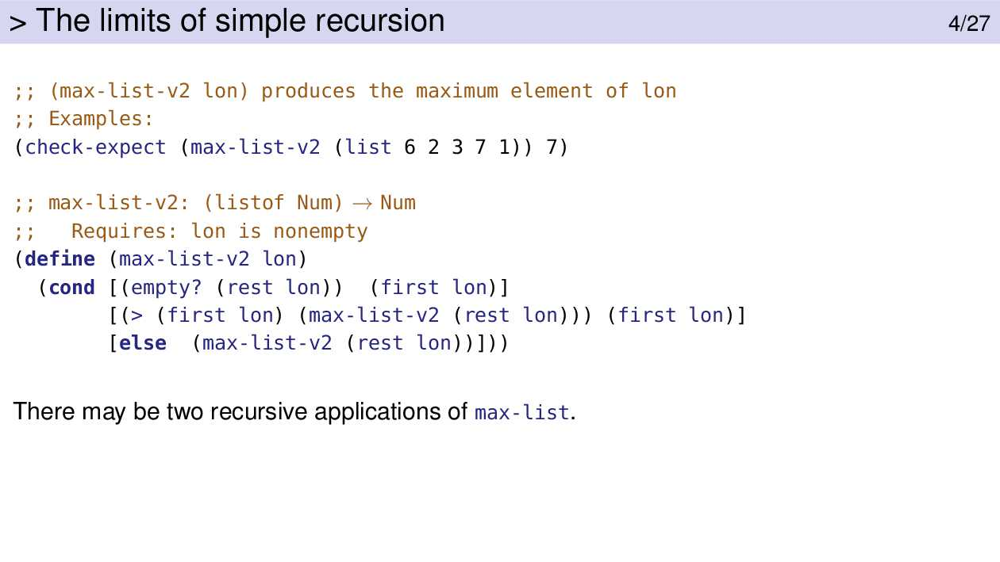 > The limits of simple recursion 4/27
;; (max-list-v2 lon) produces the maximum element of lon
;; Examples:
(check-expect (max-list-v2 (list 6 2 3 7 1)) 7)
;; max-list-v2: (listof Num) → Num
;;   Requires: lon is nonempty
(define (max-list-v2 lon)
  (cond [(empty? (rest lon))  (first lon)]
        [(> (first lon) (max-list-v2 (rest lon))) (first lon)]
        [else  (max-list-v2 (rest lon))]))
There may be two recursive applications of max-list.